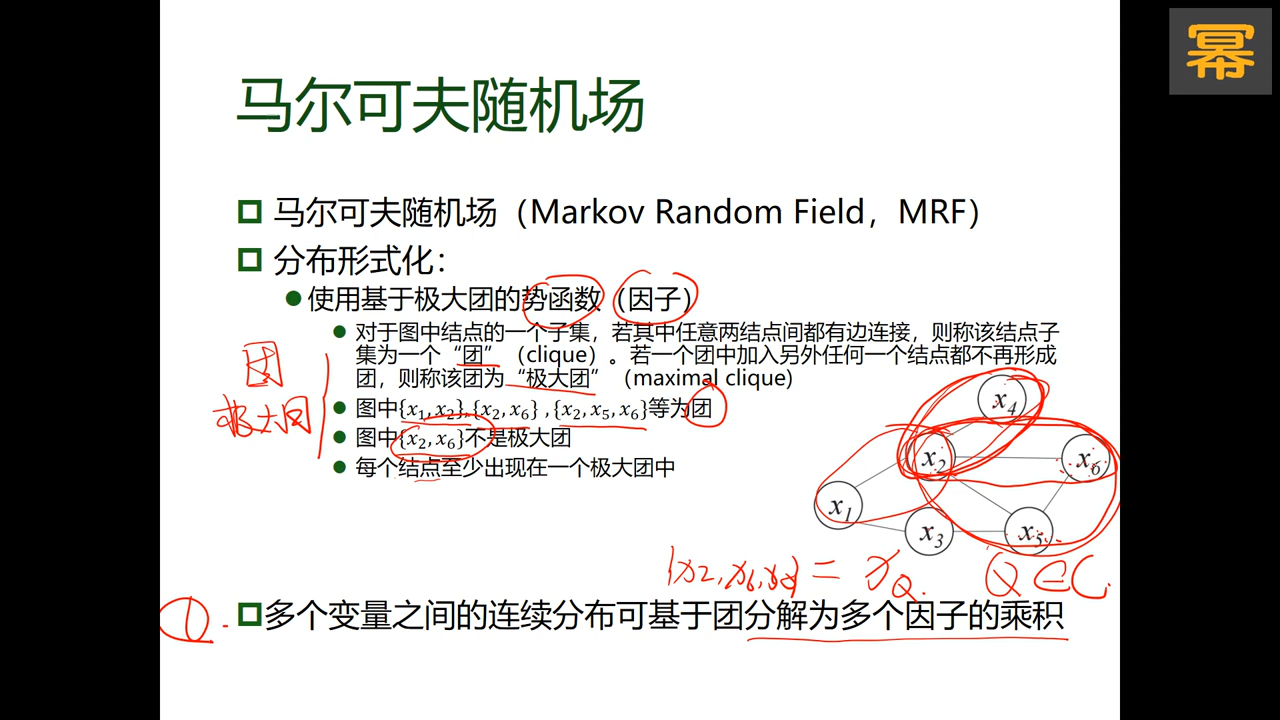 幂
马尔可夫随机场
马尔可夫随机场（Markov Random Field，MRF）
分布形式化：
使用基于极大团的势函数（因子）
对于图中结点的一个子集，若其中任意两结点间都有边连接，则称该结点子
集为一个“团”（clique）。若一个团中加入另外任何一个结点都不再形成
团，则称该团为“极大团”（maximal clique）
图中{x1,x2},{x2,x6},{x2,x5,x6}等为团
图中{x2,x6}不是极大团
每个结点至少出现在一个极大团中
团
极大团
x4
x2
x6
x1
x3
x5
= xQ. Q ∈ C.
①
多个变量之间的连续分布可基于团分解为多个因子的乘积